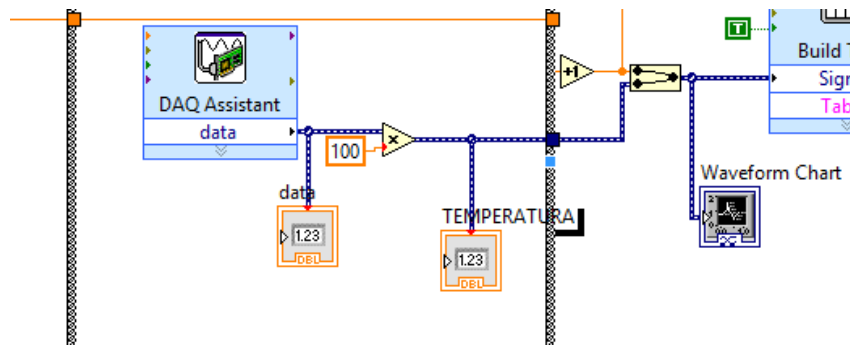 T
+1
Build T
DAQ Assistant
Sign
data
Tab
100
×
Waveform Chart
data
TEMPERATURA
1.23
DBL
1.23
DBL